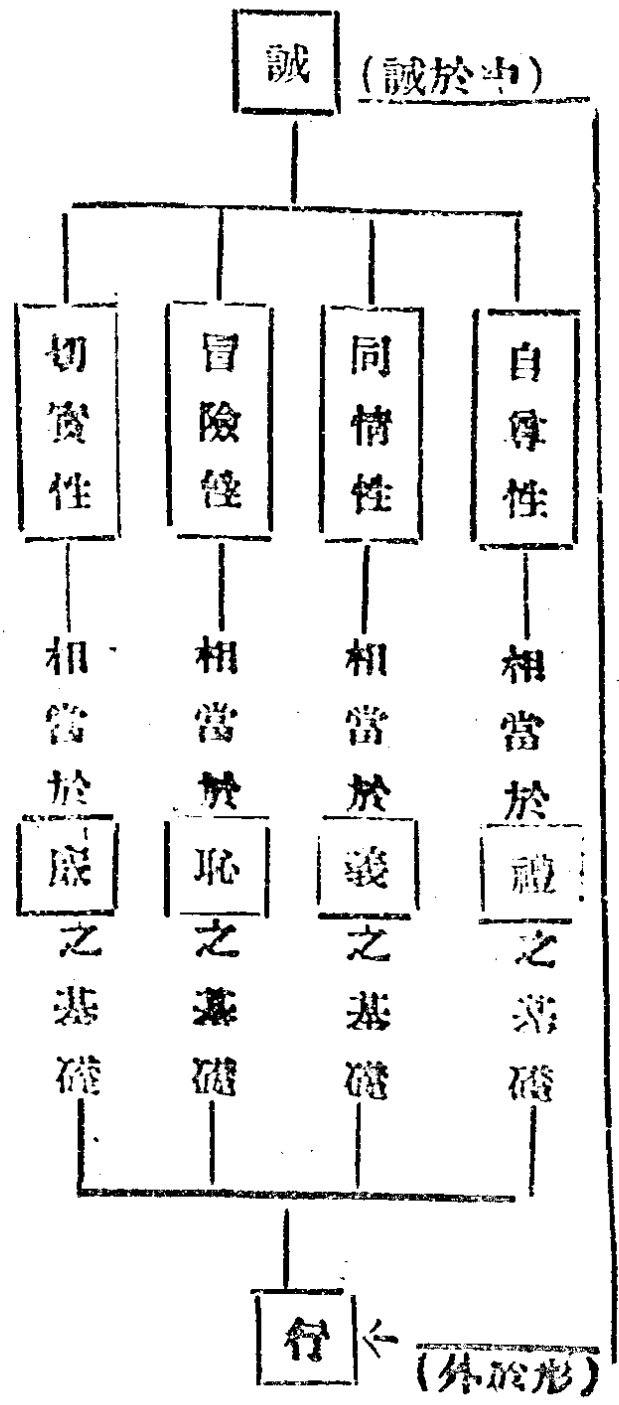 誠
(誠於中)
自尊性
相當於
禮
之基礎
同情性
相當於
義
之基礎
冒險性
相當於
恥
之基礎
切實性
相當於
廉
之基礎
行
←
(外於形)